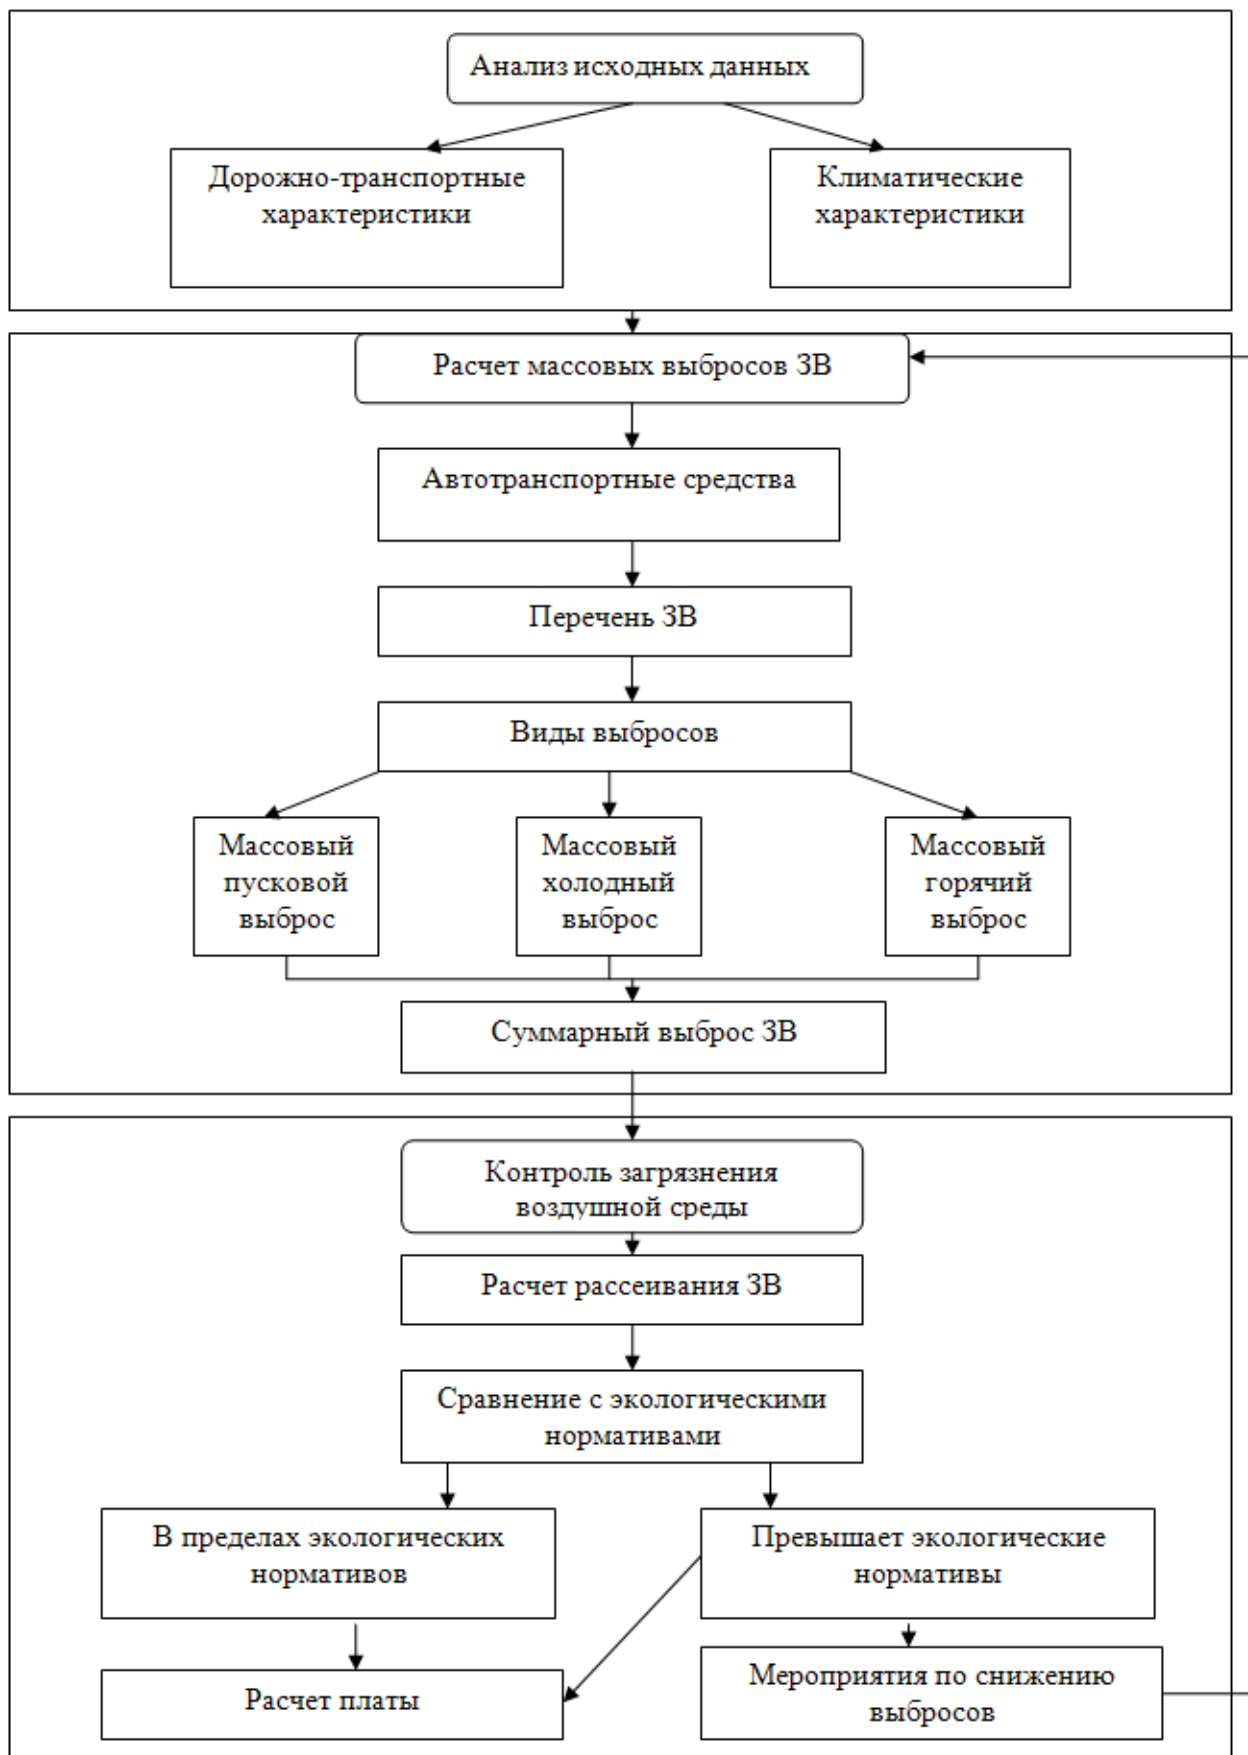 Анализ исходных данных
Дорожно-транспортные
характеристики
Климатические
характеристики
Расчет массовых выбросов ЗВ
Автотранспортные средства
Перечень ЗВ
Виды выбросов
Массовый
пусковой
выброс
Массовый
холодный
выброс
Массовый
горячий
выброс
Суммарный выброс ЗВ
Контроль загрязнения
воздушной среды
Расчет рассеивания ЗВ
Сравнение с экологическими
нормативами
В пределах экологических
нормативов
Превышает экологические
нормативы
Расчет платы
Мероприятия по снижению
выбросов